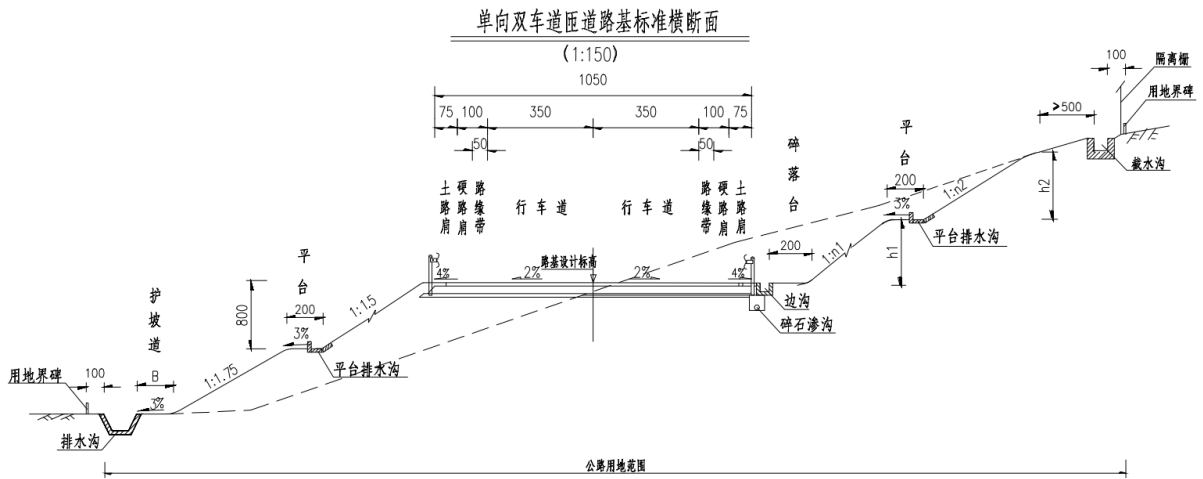 单向双车道匝道路基标准横断面
(1:150)
1050
75 100 350 350 100 75
50 50
土路肩
硬路肩
路缘带
行车道
行车道
路缘带
硬路肩
土路肩
碎落台
平台
100
隔离栅
用地界碑
>500
截水沟
200
3%
1:n2
h2
平台排水沟
200
1:n1
h1
路基设计标高
4%
2%
2%
4%
边沟
碎石渗沟
平台
200
3%
1:1.5
800
平台排水沟
护坡道
B
1:1.75
用地界碑
100
3%
排水沟
公路用地范围